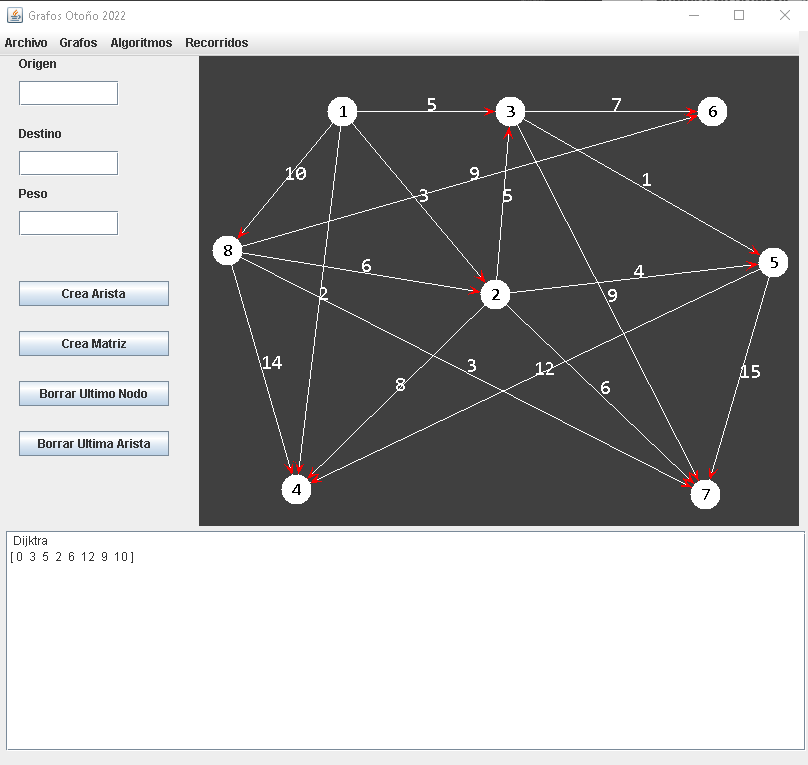 Grafos Otoño 2022
Archivo Grafos Algoritmos Recorridos
Origen
Destino
Peso
Crea Arista
Crea Matriz
Borrar Ultimo Nodo
Borrar Ultima Arista
1 5 3 7 6
10 3 9 5 1
8 6 2 4 5
2 9
14 8 3 12 6 15
4 7
Dijktra
[ 0 3 5 2 6 12 9 10 ]